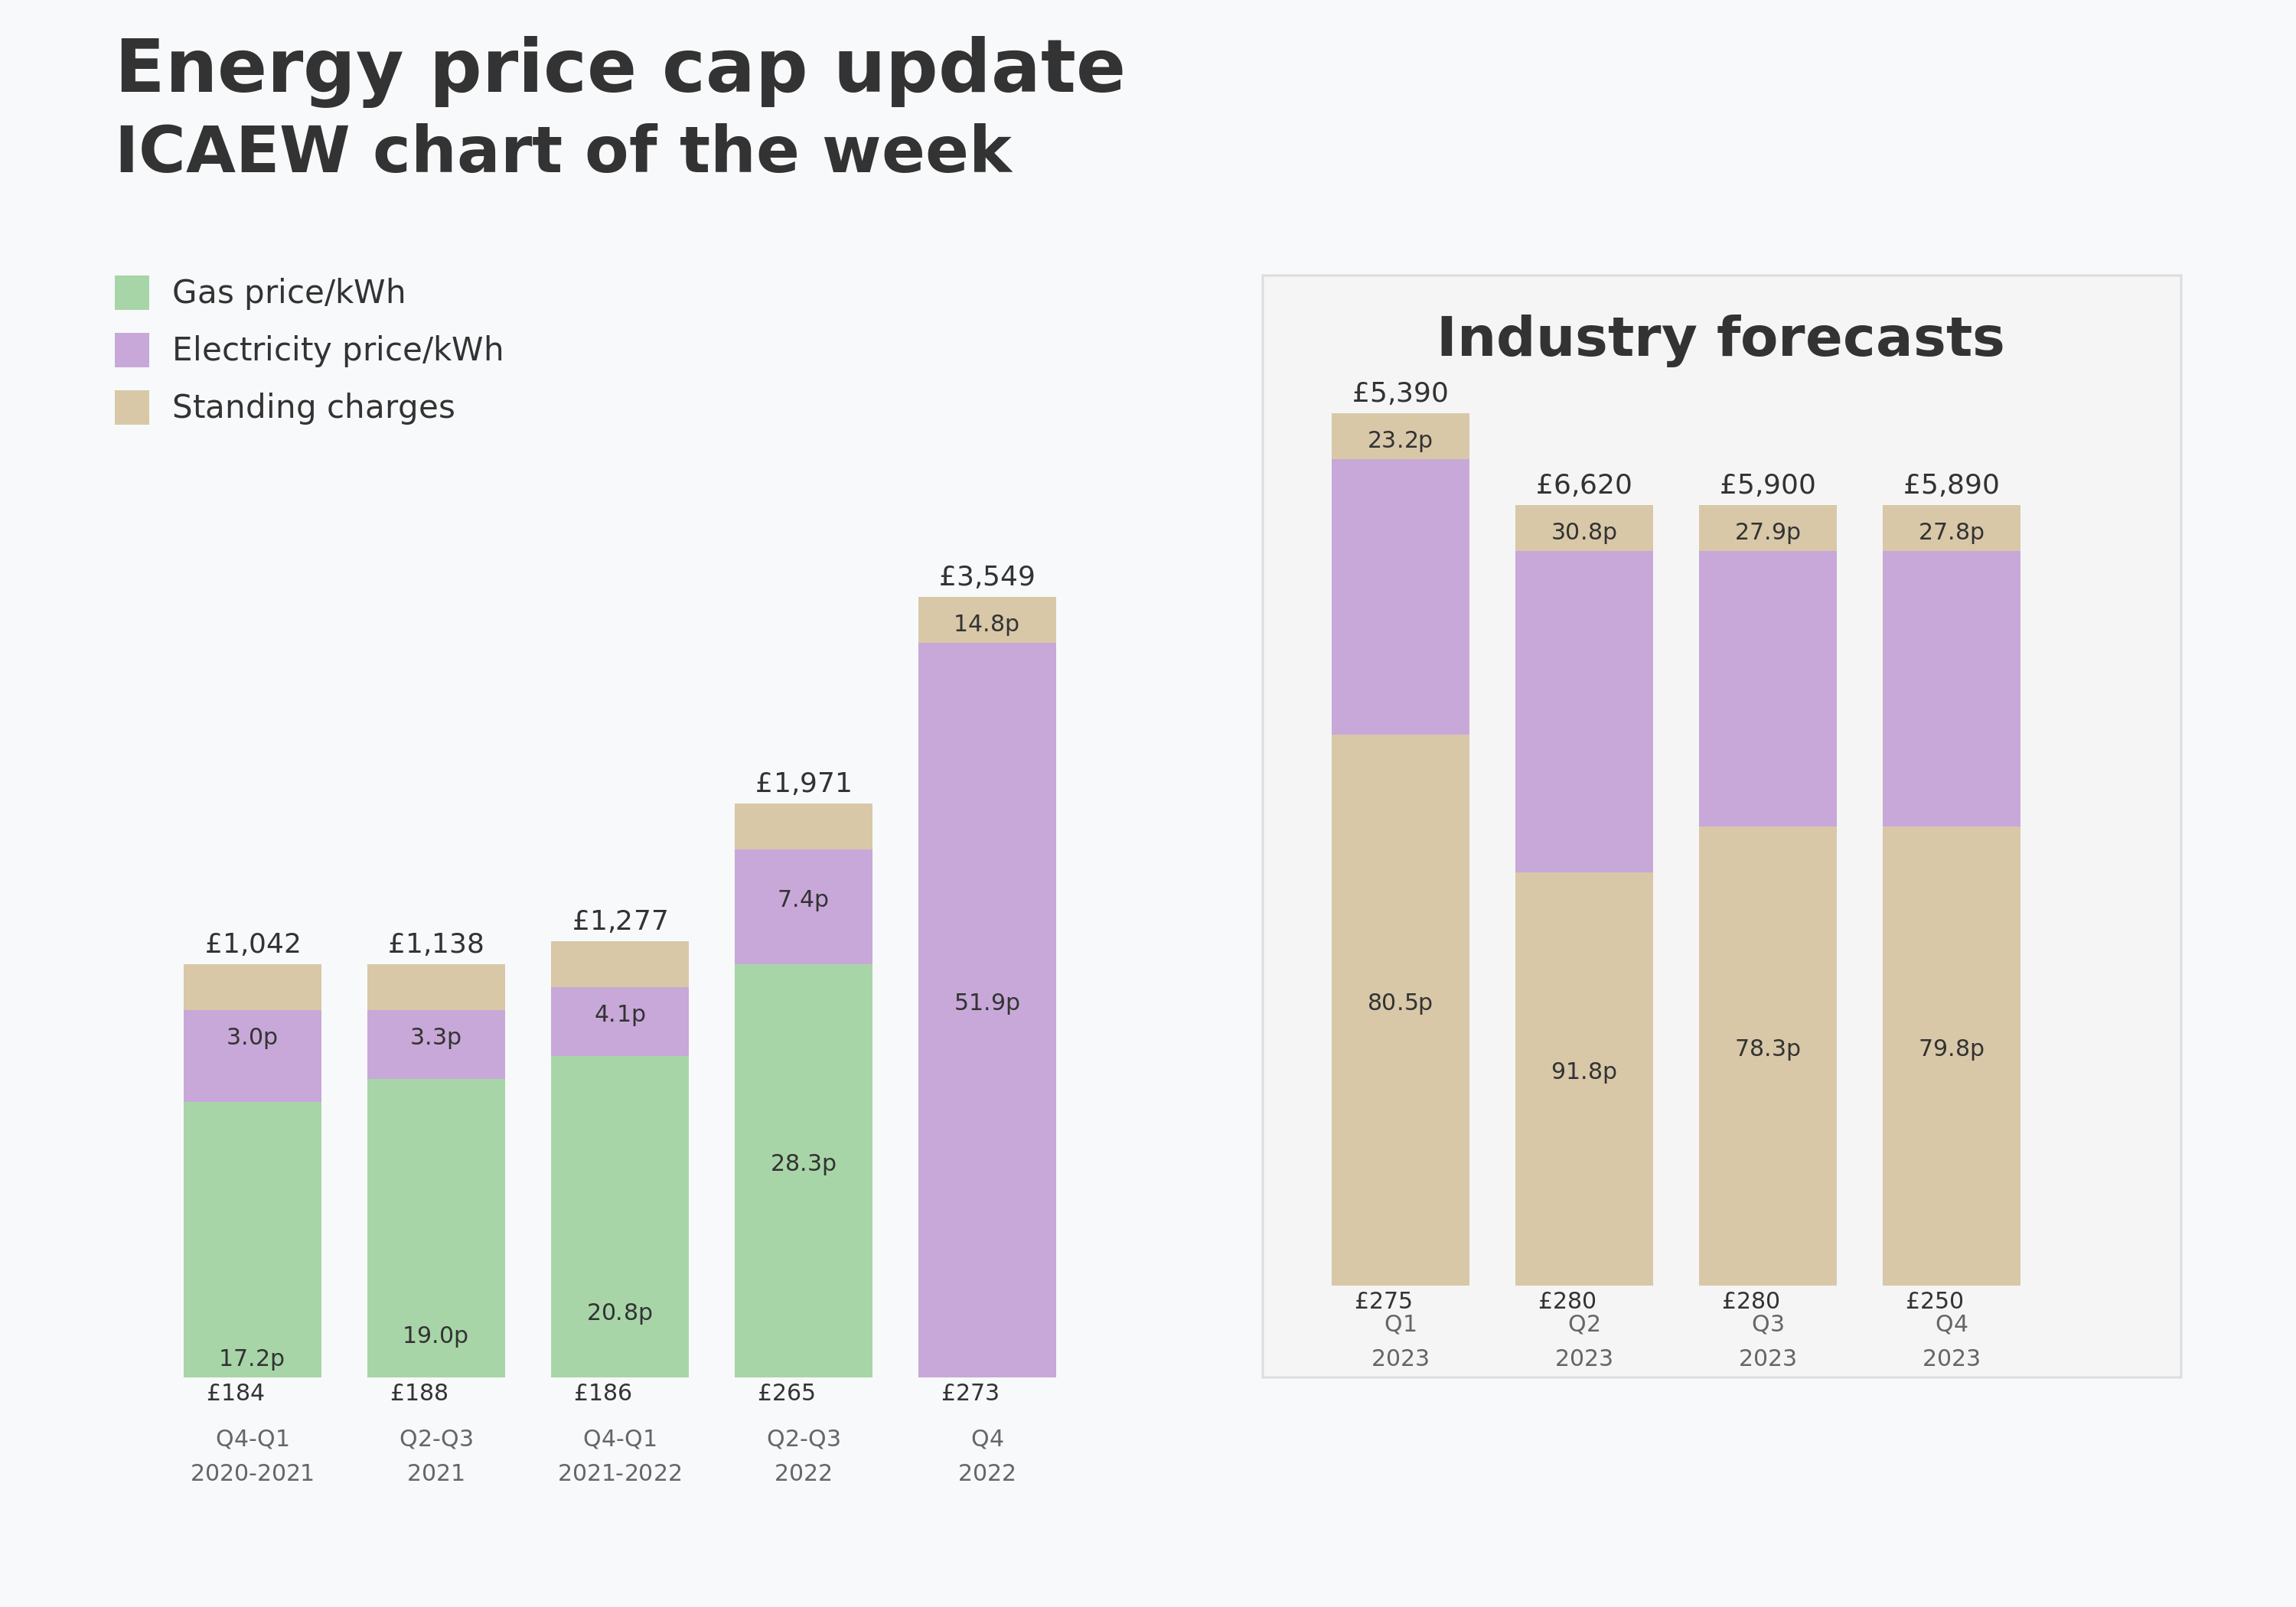 Energy price cap update
ICAEW chart of the week
Gas price/kWh
Electricity price/kWh
Standing charges
£1,042
3.0p
17.2p
£184
Q4-Q1
2020-2021
£1,138
3.3p
19.0p
£188
Q2-Q3
2021
£1,277
4.1p
20.8p
£186
Q4-Q1
2021-2022
£1,971
7.4p
28.3p
£265
Q2-Q3
2022
£3,549
14.8p
51.9p
£273
Q4
2022
Industry forecasts
£5,390
23.2p
80.5p
£275
Q1
2023
£6,620
30.8p
91.8p
£280
Q2
2023
£5,900
27.9p
78.3p
£280
Q3
2023
£5,890
27.8p
79.8p
£250
Q4
2023